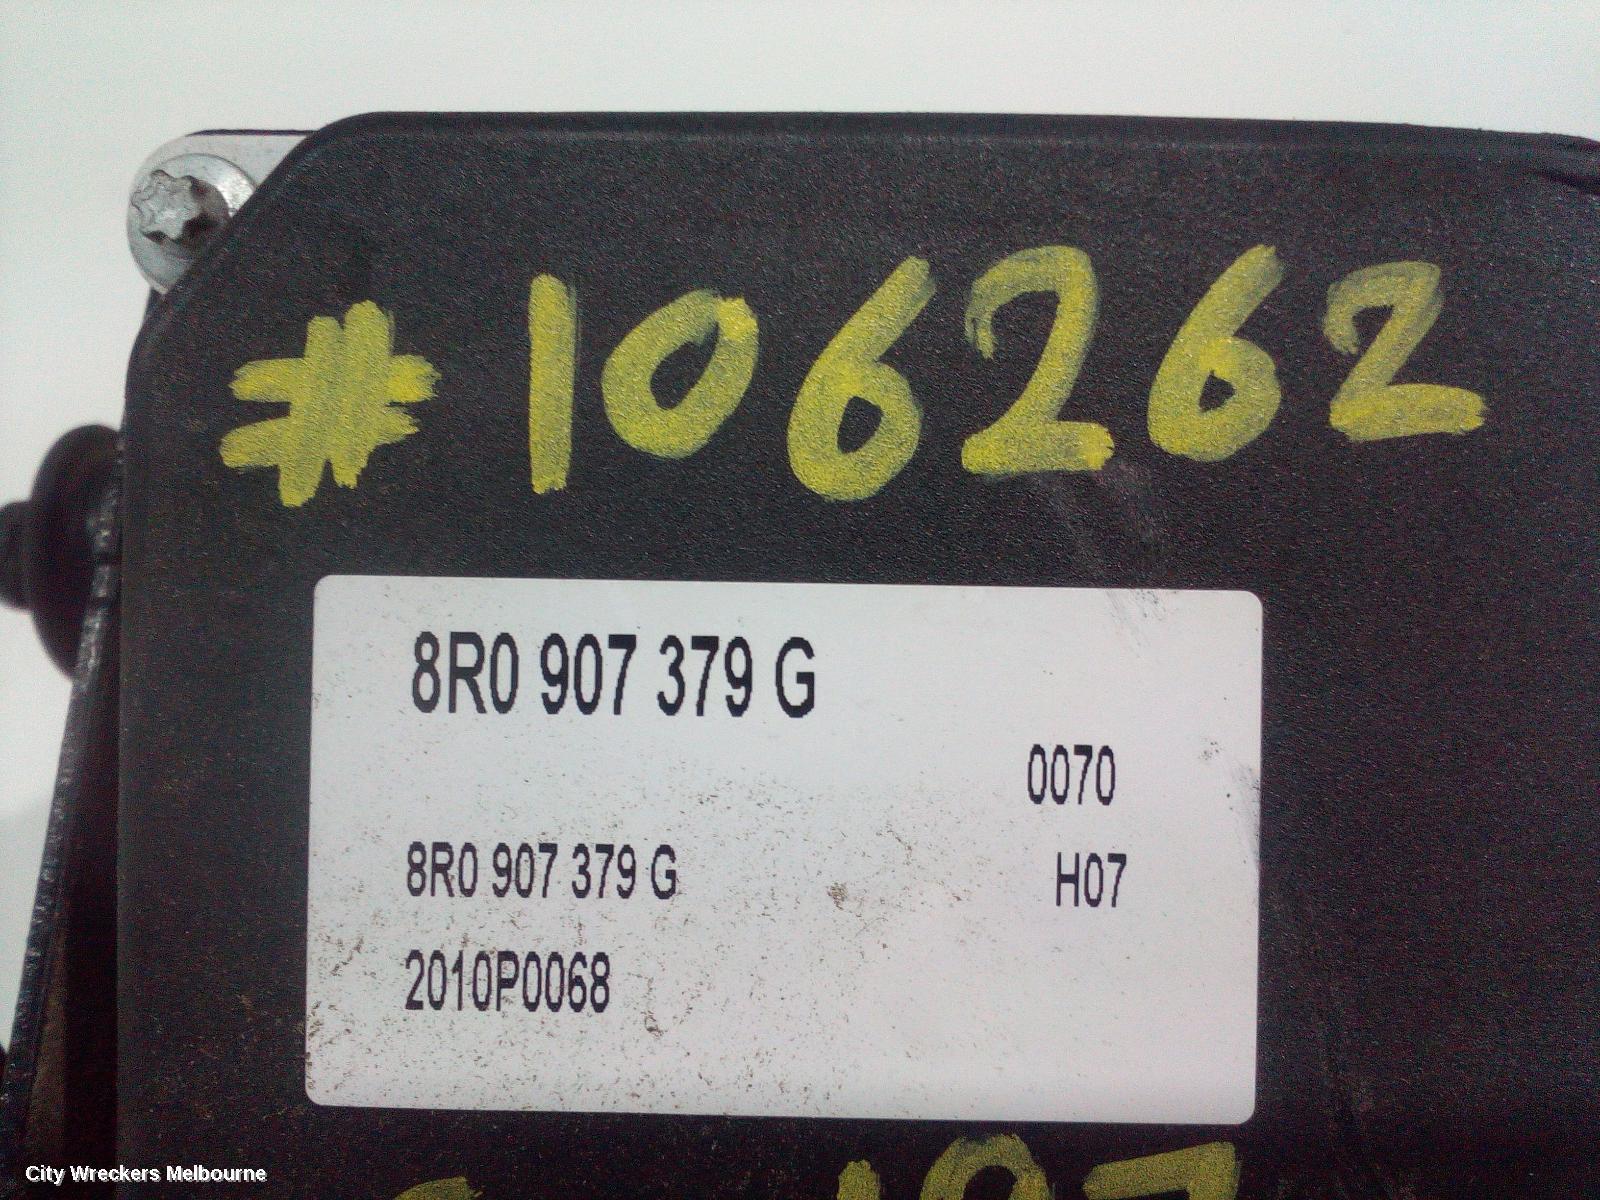 #106262
8R0 907 379 G
0070
8R0 907 379 G H07
2010P0068
City Wreckers Melbourne